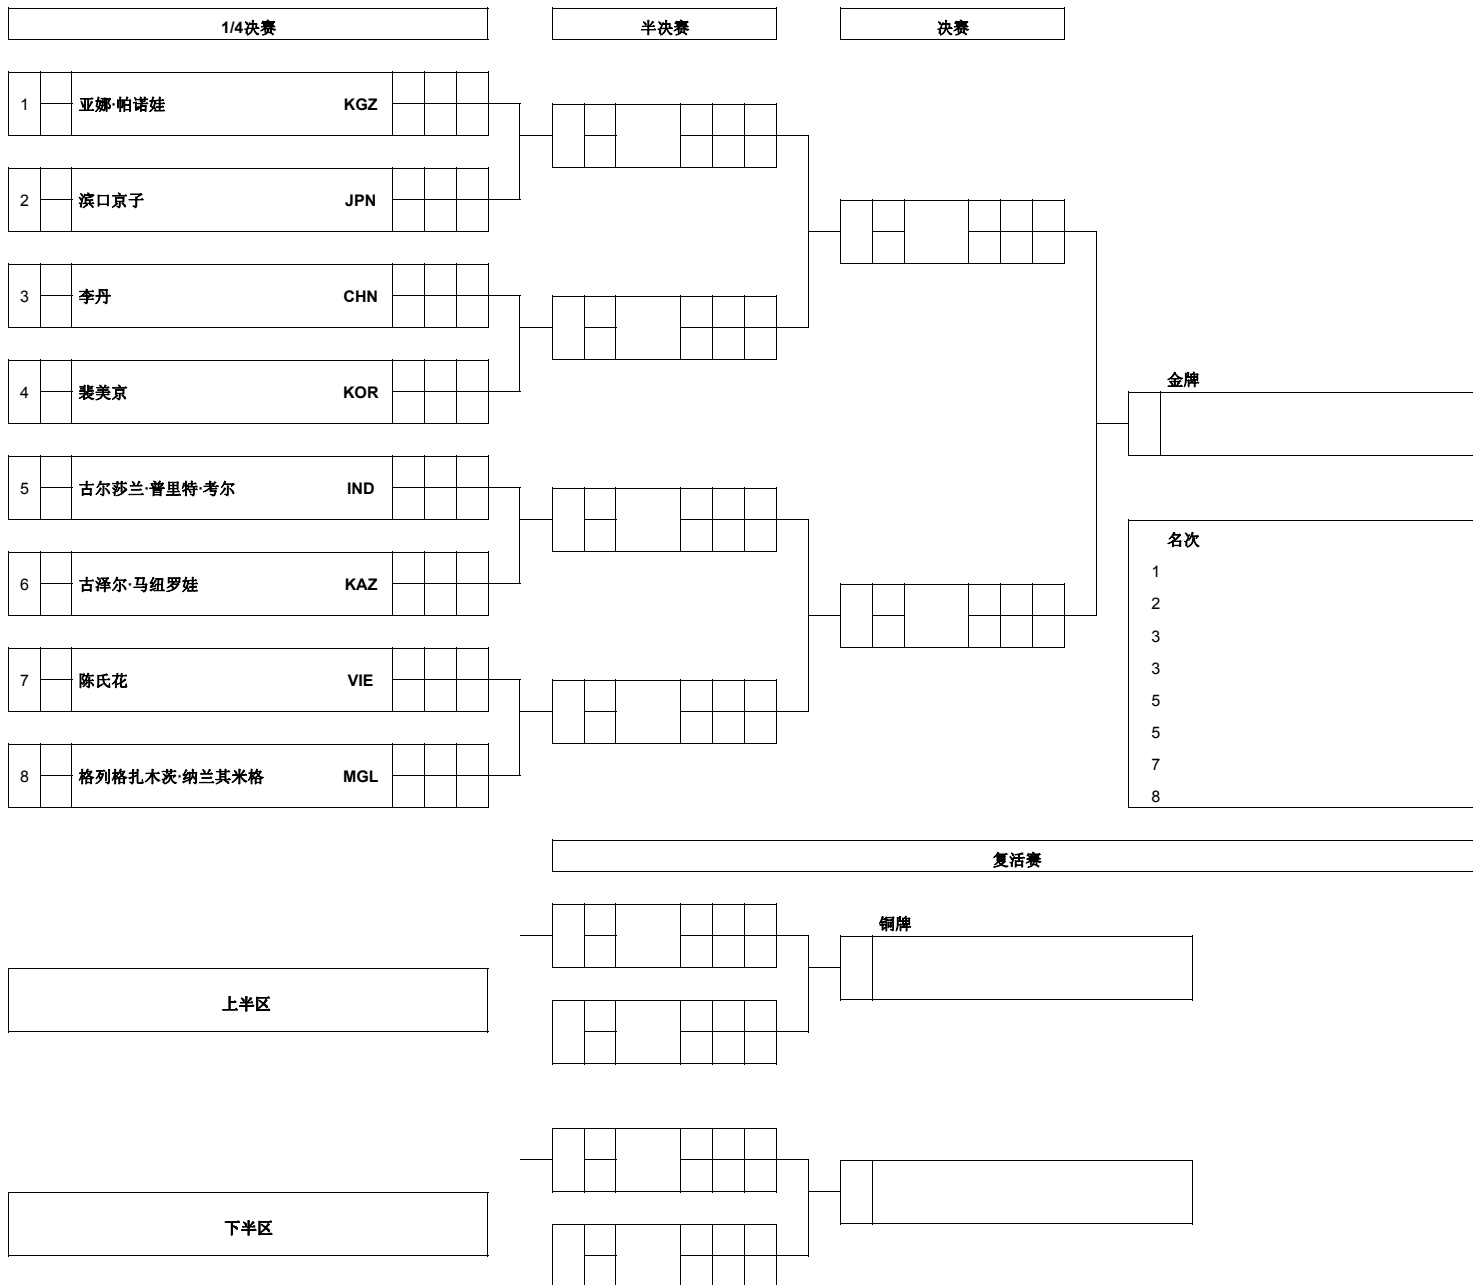 1/4决赛 半决赛 决赛
1 亚娜·帕诺娃 KGZ
2 滨口京子 JPN
3 李丹 CHN
4 裴美京 KOR
金牌
5 古尔莎兰·普里特·考尔 IND
名次
1
6 古泽尔·马纽罗娃 KAZ
2
3
3
7 陈氏花 VIE
5
5
7
8 格列格扎木茨·纳兰其米格 MGL
8
复活赛
铜牌
上半区
下半区